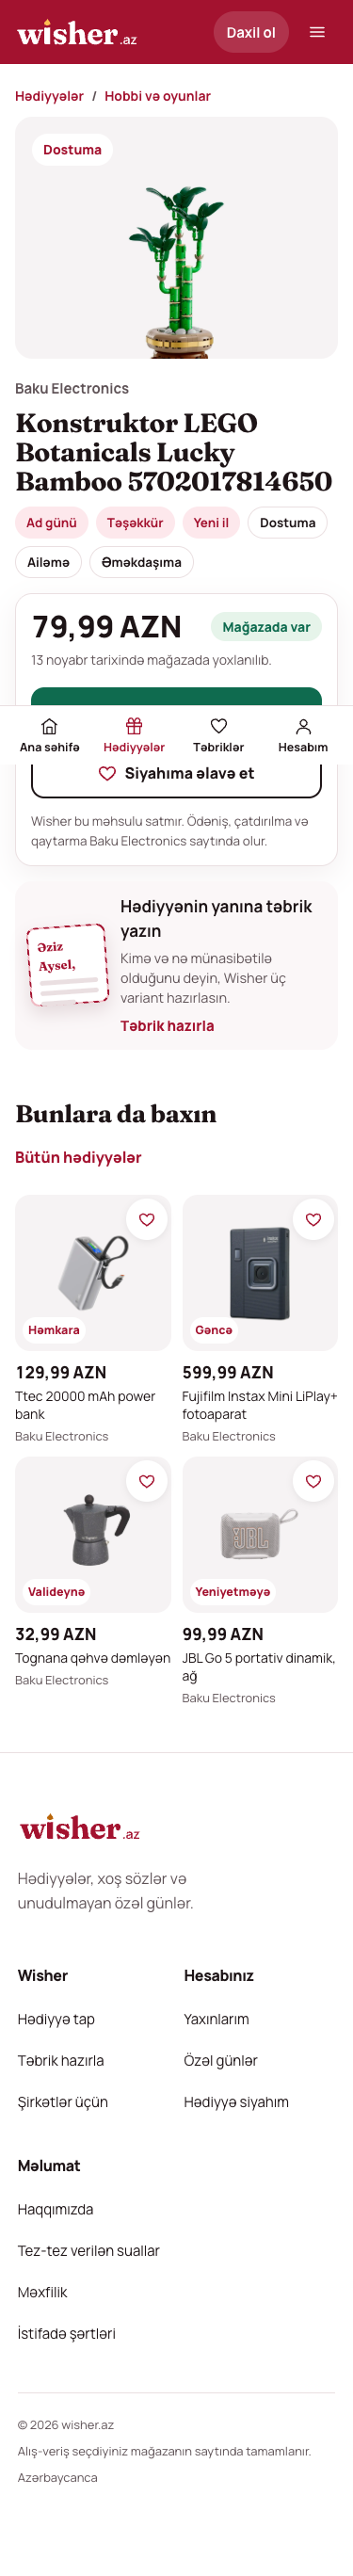 wisher.az
Daxil ol
Hədiyyələr / Hobbi və oyunlar
Dostuma
Baku Electronics
Konstruktor LEGO
Botanicals Lucky
Bamboo 5702017814650
Ad günü
Təşəkkür
Yeni il
Dostuma
Ailəmə
Əməkdaşıma
79,99 AZN
Mağazada var
13 noyabr tarixində mağazada yoxlanılıb.
Ana səhifə
Hədiyyələr
Təbriklər
Hesabım
Siyahıma əlavə et
Wisher bu məhsulu satmır. Ödəniş, çatdırılma və
qaytarma Baku Electronics saytında olur.
Əziz
Aysel,
Hədiyyənin yanına təbrik
yazın
Kimə və nə münasibətilə
olduğunu deyin, Wisher üç
variant hazırlasın.
Təbrik hazırla
Bunlara da baxın
Bütün hədiyyələr
Həmkara
Gəncə
129,99 AZN
599,99 AZN
Ttec 20000 mAh power
bank
Fujifilm Instax Mini LiPlay+
fotoaparat
Baku Electronics
Baku Electronics
JBL
Valideynə
Yeniyetməyə
32,99 AZN
99,99 AZN
Tognana qəhvə dəmləyən
JBL Go 5 portativ dinamik,
ağ
Baku Electronics
Baku Electronics
wisher.az
Hədiyyələr, xoş sözlər və
unudulmayan özəl günlər.
Wisher
Hesabınız
Hədiyyə tap
Yaxınlarım
Təbrik hazırla
Özəl günlər
Şirkətlər üçün
Hədiyyə siyahım
Məlumat
Haqqımızda
Tez-tez verilən suallar
Məxfilik
İstifadə şərtləri
© 2026 wisher.az
Alış-veriş seçdiyiniz mağazanın saytında tamamlanır.
Azərbaycanca